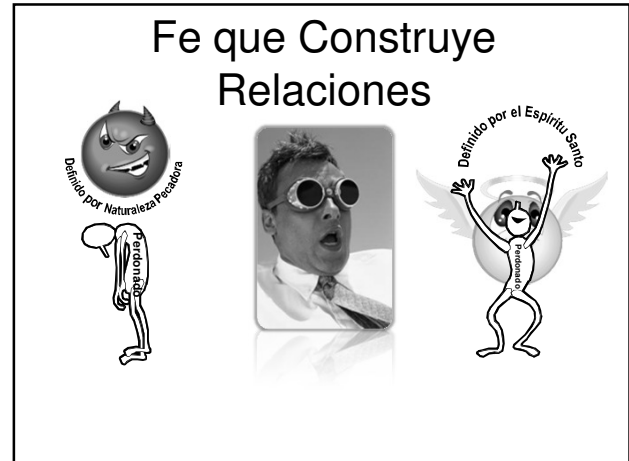 Fe que Construye
Relaciones
Definido por Naturaleza Pecadora
Perdonado
Definido por el Espíritu Santo
Perdonado